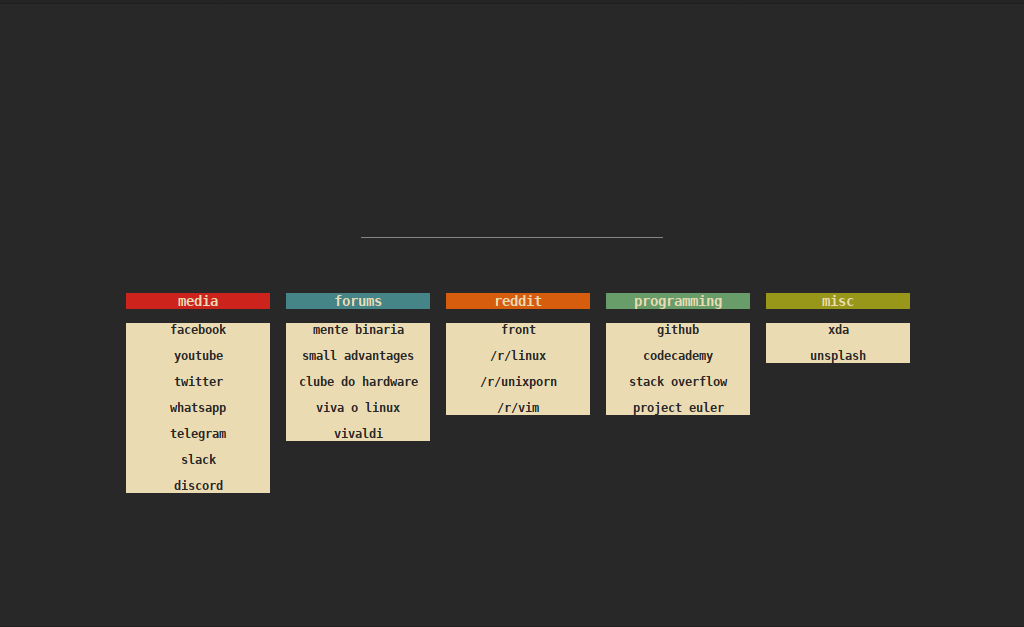 media
facebook
youtube
twitter
whatsapp
telegram
slack
discord
forums
mente binaria
small advantages
clube do hardware
viva o linux
vivaldi
reddit
front
/r/linux
/r/unixporn
/r/vim
programming
github
codecademy
stack overflow
project euler
misc
xda
unsplash